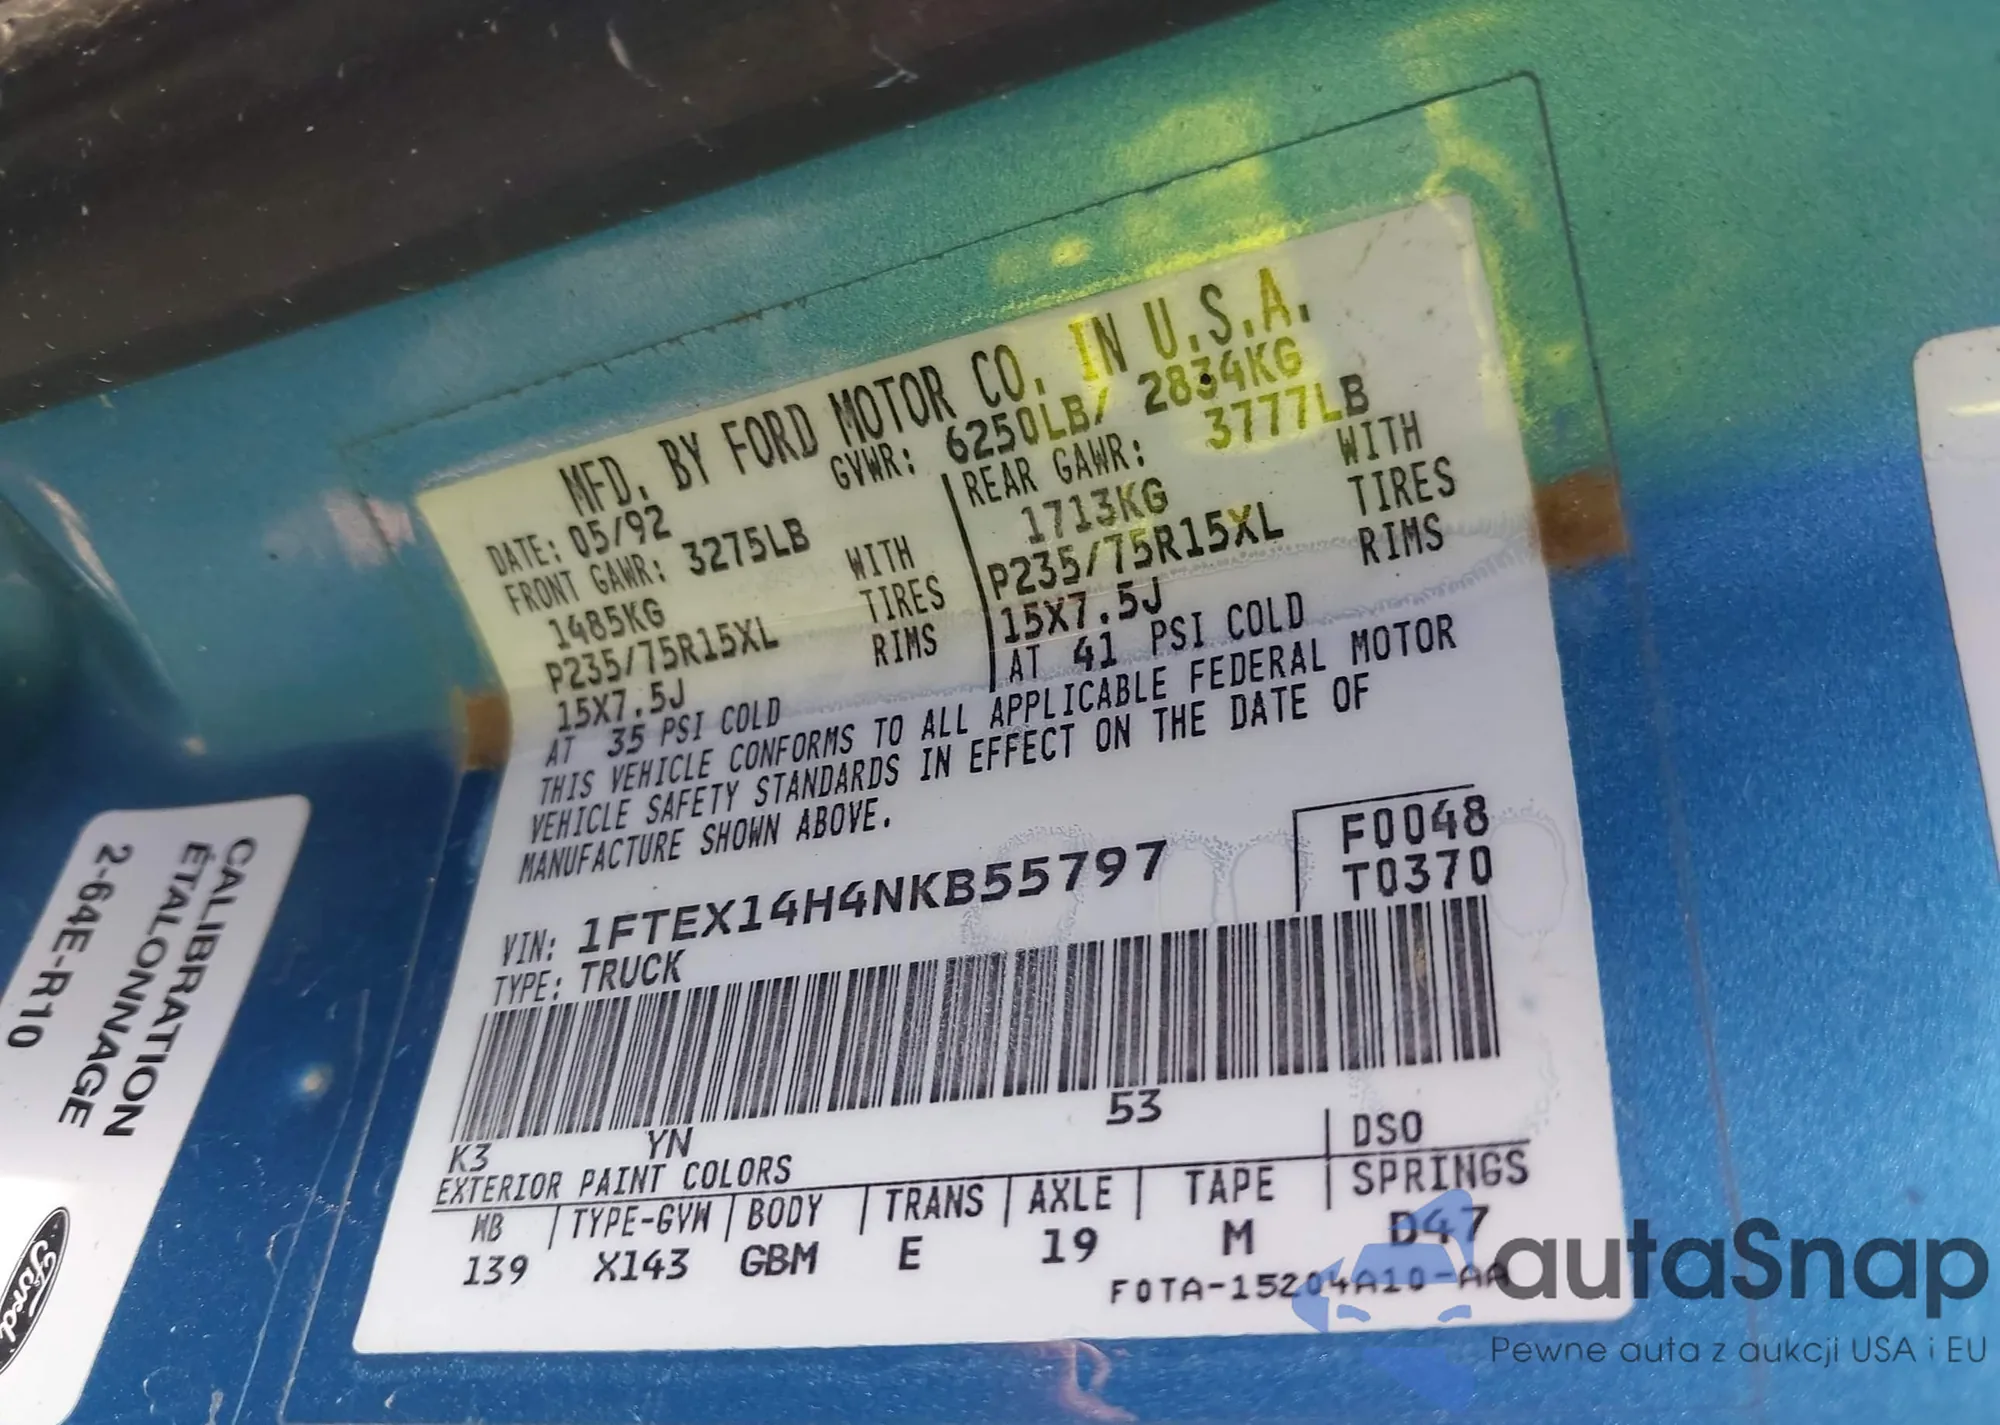 MFD. BY FORD MOTOR CO. IN U.S.A.
DATE: 05/92 GVWR: 6250LB/ 2834KG
FRONT GAWR: 3275LB
1485KG WITH
P235/75R15XL TIRES
15X7.5J RIMS
AT 35 PSI COLD
REAR GAWR: 3777LB
1713KG WITH
P235/75R15XL TIRES
15X7.5J RIMS
AT 41 PSI COLD
THIS VEHICLE CONFORMS TO ALL APPLICABLE FEDERAL MOTOR
VEHICLE SAFETY STANDARDS IN EFFECT ON THE DATE OF
MANUFACTURE SHOWN ABOVE.
F0048
T0370
VIN: 1FTEX14H4NKB55797
TYPE: TRUCK
K3 YN 53
EXTERIOR PAINT COLORS DSO
WB TYPE-GVW BODY TRANS AXLE TAPE SPRINGS
139 X143 GBM E 19 M D47
F0TA-15204A10-AA
CALIBRATION
ÉTALONNAGE
2-64E-R10
Ford
autaSnap
Pewne auta z aukcji USA i EU